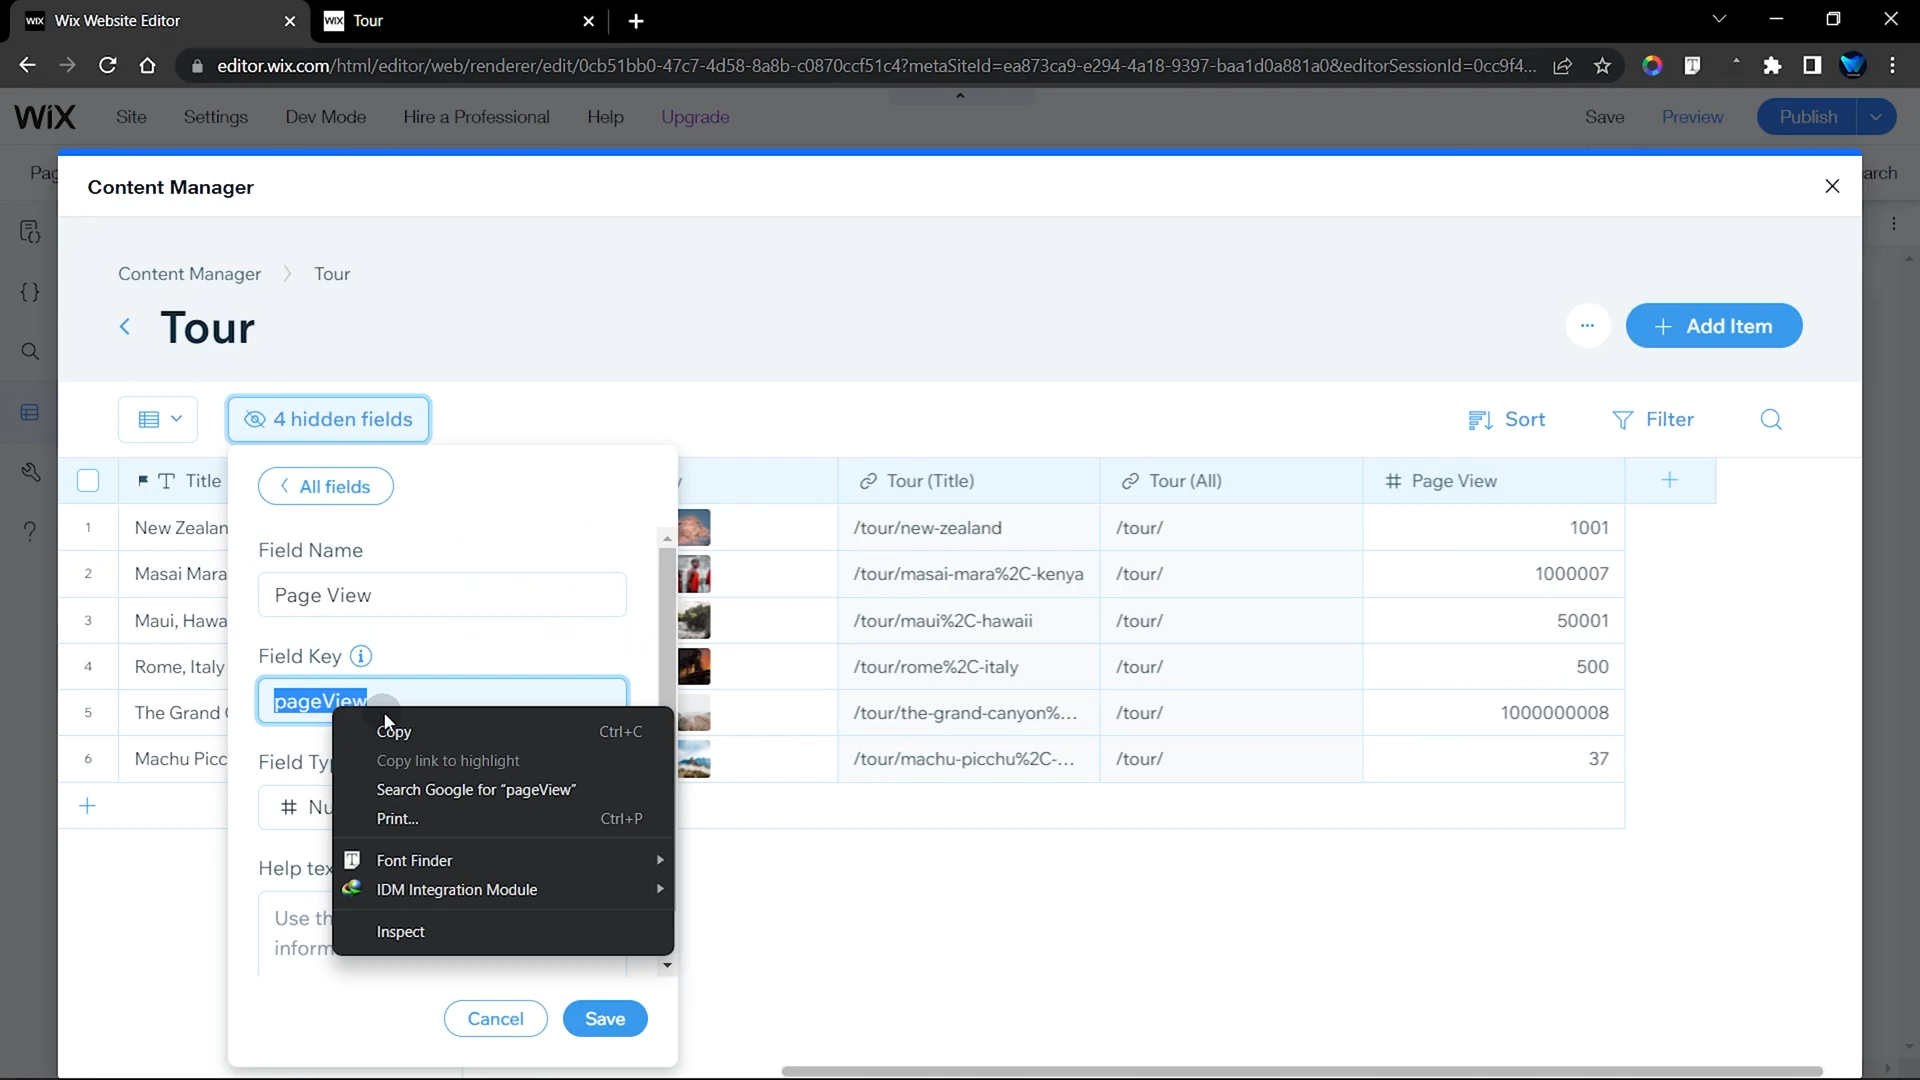 WIX Wix Website Editor
WIX Tour
editor.wix.com/html/editor/web/renderer/edit/0cb51bb0-47c7-4d58-8a8b-c0870ccf51c4?metaSiteId=ea873ca9-e294-4a18-9397-baa1d0a881a0&editorSessionId=0cc9f4...
WiX Site Settings Dev Mode Hire a Professional Help Upgrade Save Preview Publish
Pag
arch
Content Manager
Content Manager > Tour
Tour
+ Add Item
4 hidden fields
Sort Filter
Title
y Tour (Title) Tour (All) # Page View +
1 New Zealan /tour/new-zealand /tour/ 1001
2 Masai Mara /tour/masai-mara%2C-kenya /tour/ 1000007
3 Maui, Hawa /tour/maui%2C-hawaii /tour/ 50001
4 Rome, Italy /tour/rome%2C-italy /tour/ 500
5 The Grand C /tour/the-grand-canyon%... /tour/ 1000000008
6 Machu Picc /tour/machu-picchu%2C-... /tour/ 37
+
All fields
Field Name
Page View
Field Key
pageView
Field Typ
# Nu
Help tex
Use th
inform
Cancel Save
Copy Ctrl+C
Copy link to highlight
Search Google for "pageView"
Print... Ctrl+P
Font Finder
IDM Integration Module
Inspect